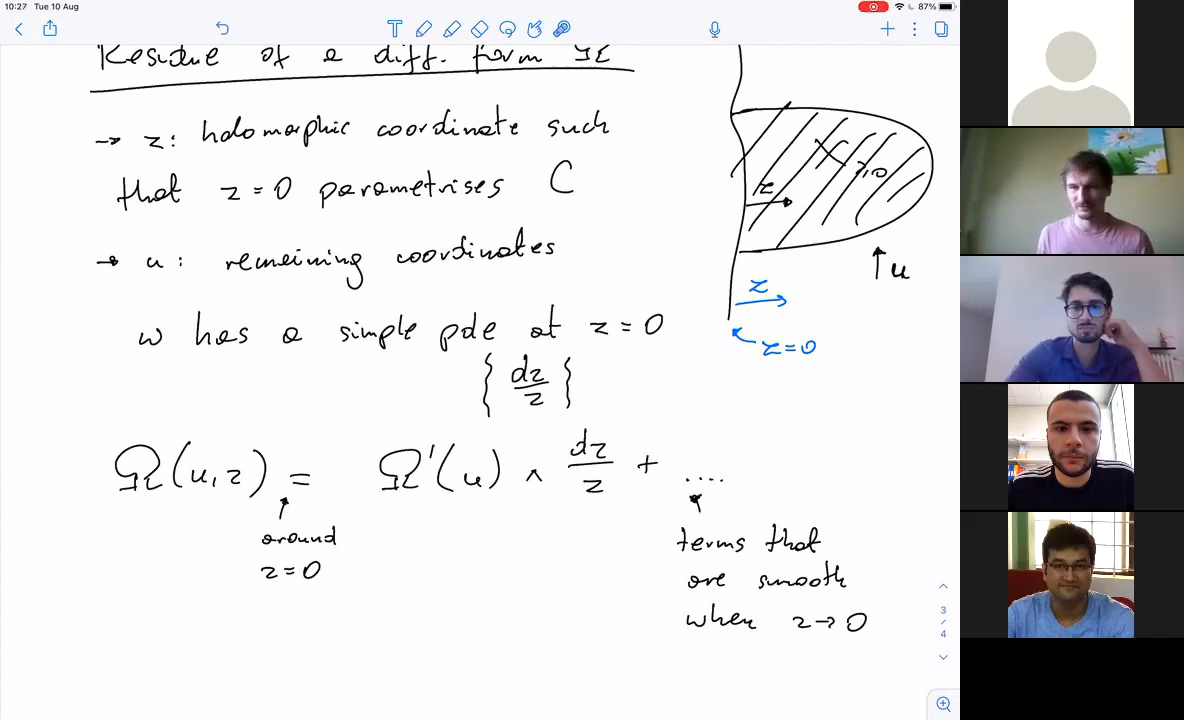 10:27 Tue 10 Aug
87%
Residue of a diff. form Ω
→ z: holomorphic coordinate such
that z = 0 parametrises C
→ u: remaining coordinates
ω has a simple pole at z = 0
{ dz/z }
Ω(u,z) = Ω'(u) ∧ dz/z + ....
around
z = 0
terms that
are smooth
when z → 0
z
X≥0
↑ u
z
z = 0
3
/
4